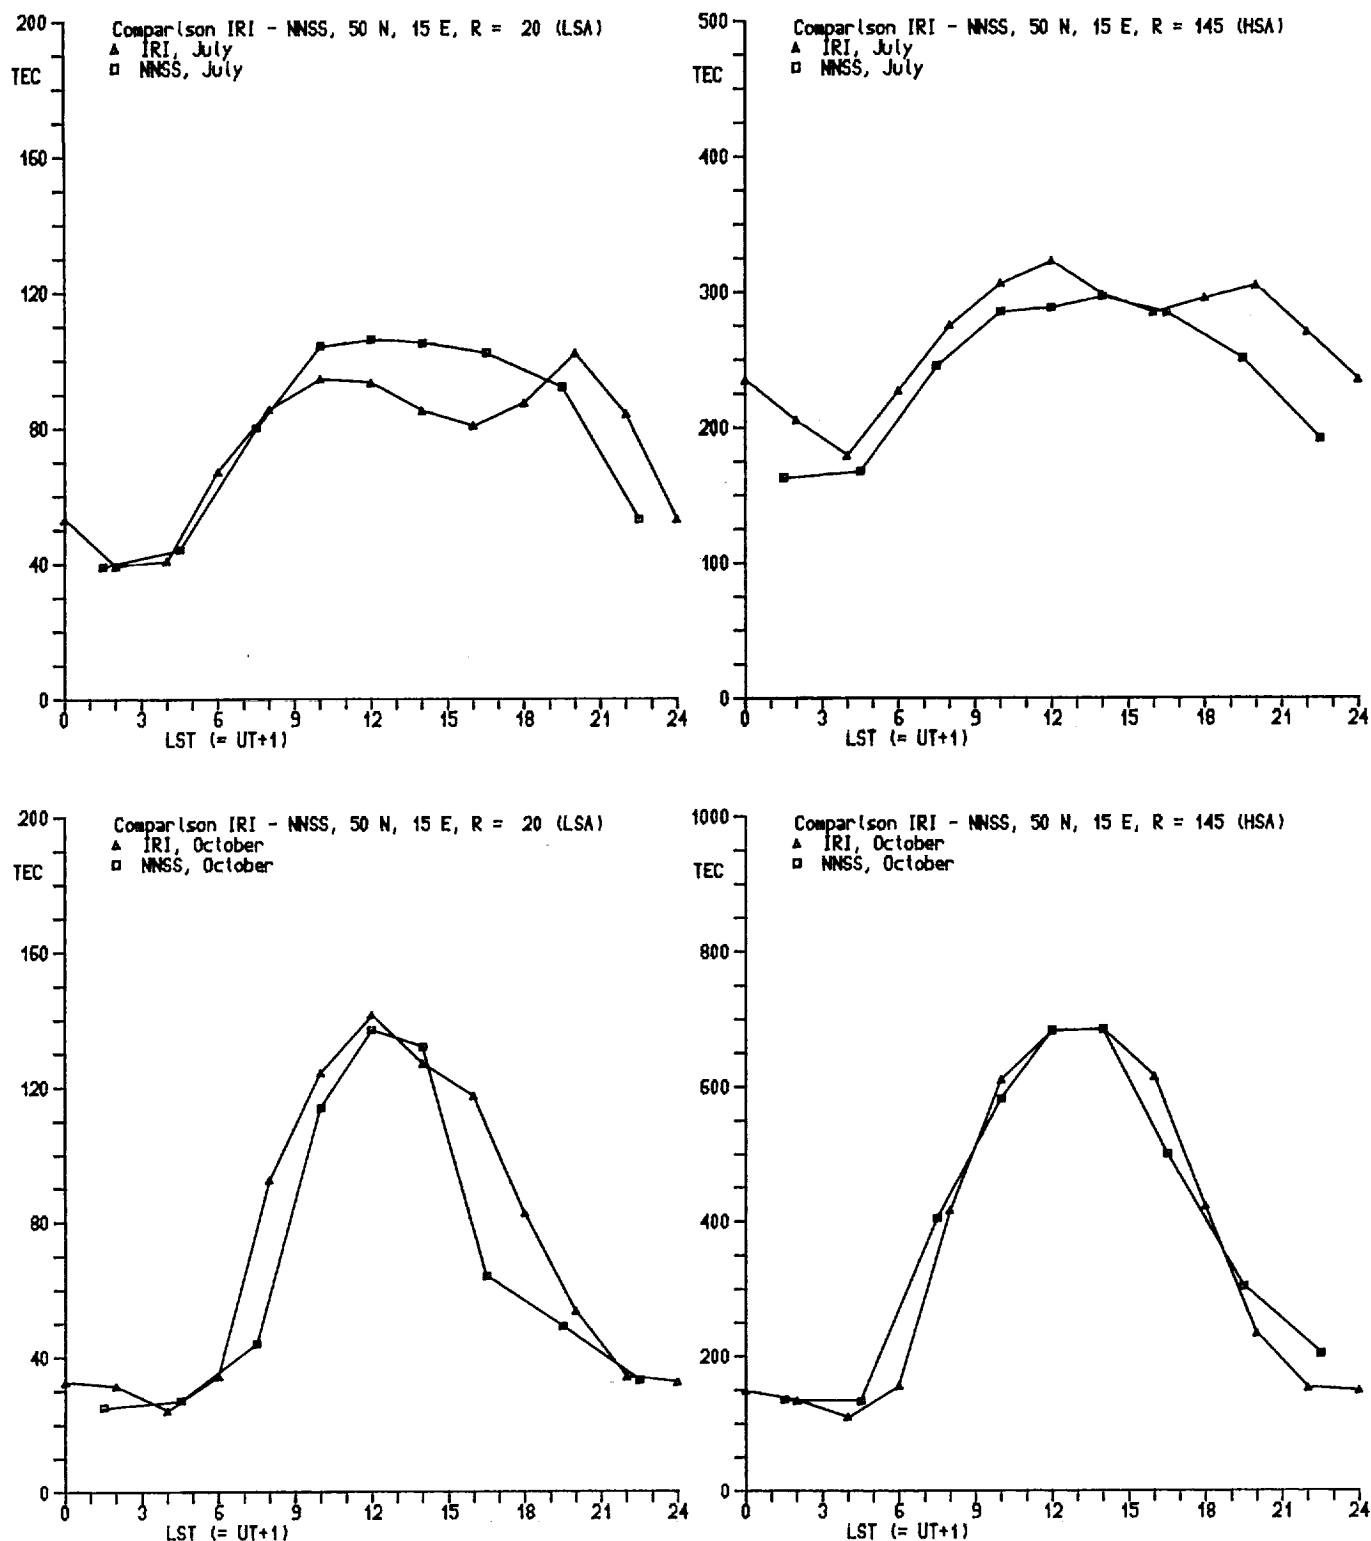 Comparison IRI - NNSS, 50 N, 15 E, R = 20 (LSA)
IRI, July
NNSS, July
TEC
200
160
120
80
40
0
0 3 6 9 12 15 18 21 24
LST (= UT+1)
Comparison IRI - NNSS, 50 N, 15 E, R = 145 (HSA)
IRI, July
NNSS, July
TEC
500
400
300
200
100
0
0 3 6 9 12 15 18 21 24
LST (= UT+1)
Comparison IRI - NNSS, 50 N, 15 E, R = 20 (LSA)
IRI, October
NNSS, October
TEC
200
160
120
80
40
0
0 3 6 9 12 15 18 21 24
LST (= UT+1)
Comparison IRI - NNSS, 50 N, 15 E, R = 145 (HSA)
IRI, October
NNSS, October
TEC
1000
800
600
400
200
0
0 3 6 9 12 15 18 21 24
LST (= UT+1)